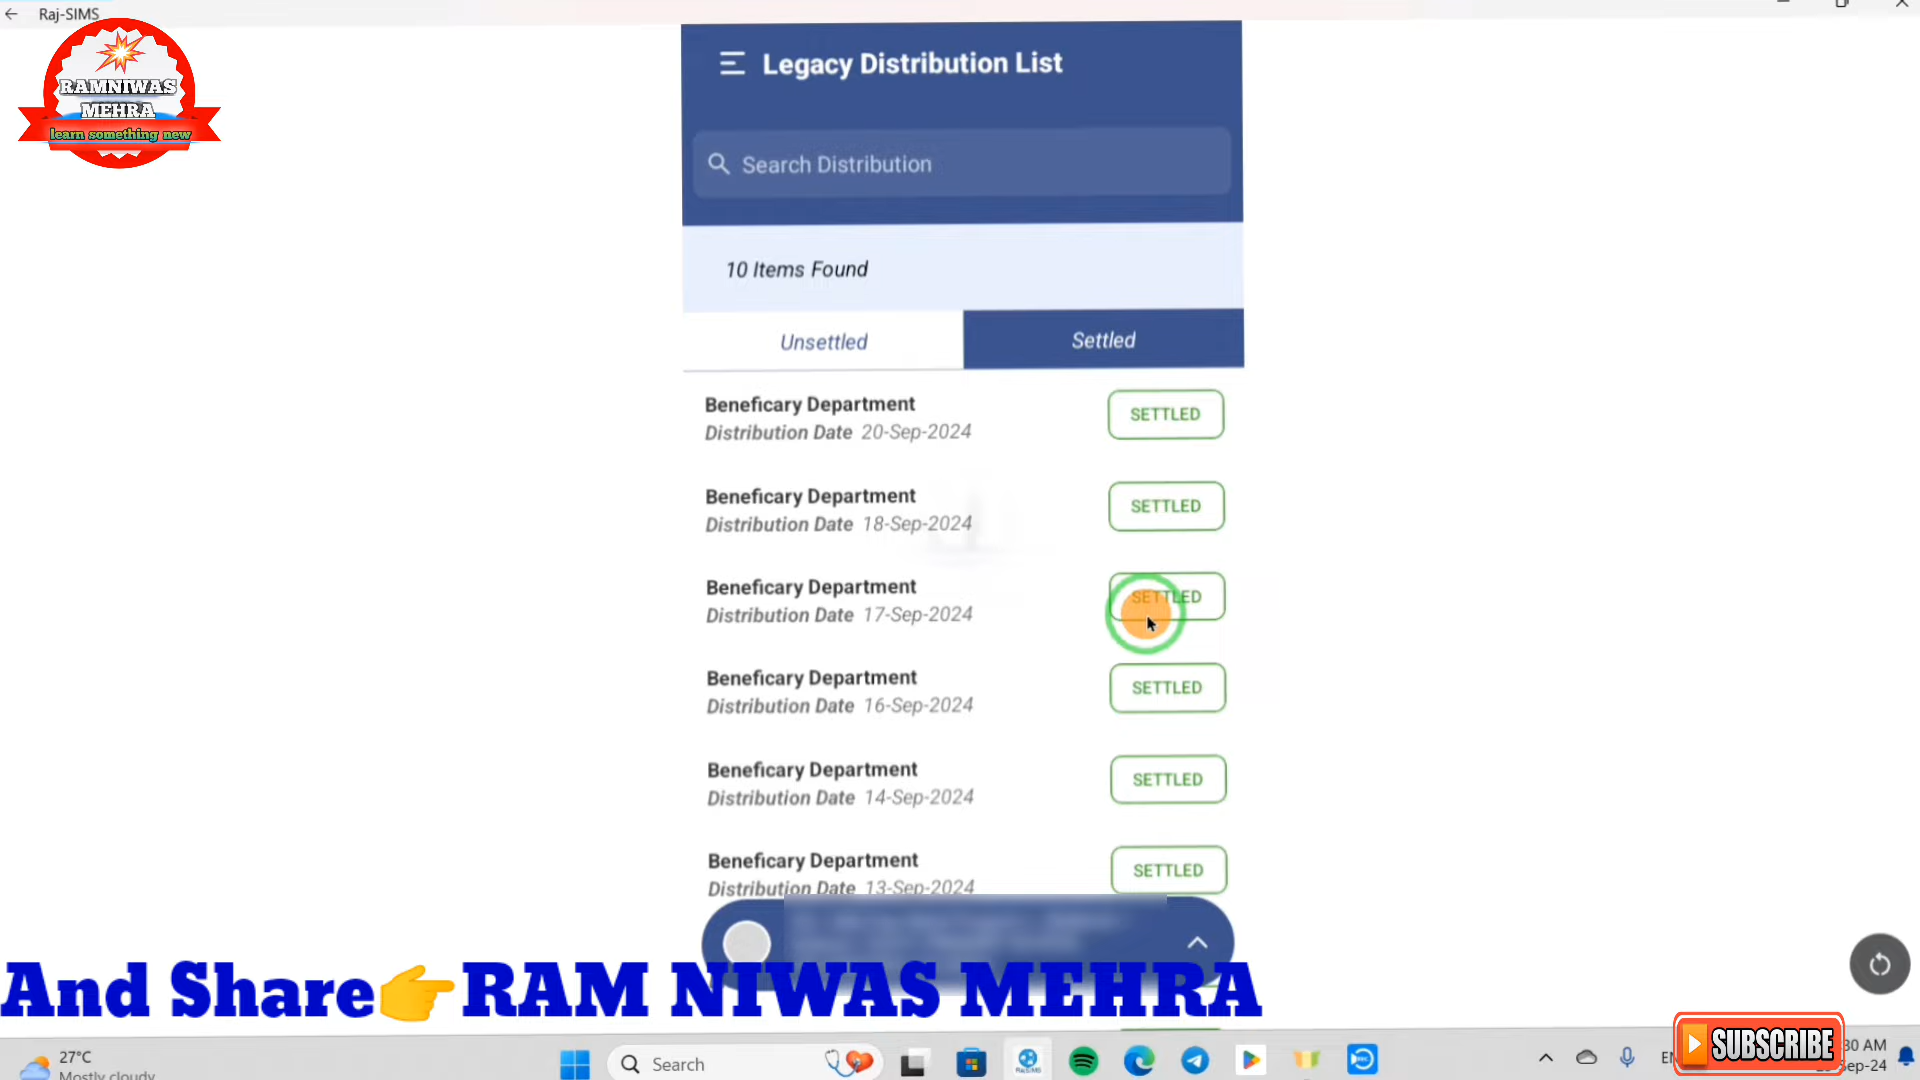 Raj-SIMS
RAMNIWAS
MEHRA
learn something new
Legacy Distribution List
Search Distribution
10 Items Found
Unsettled
Settled
Beneficary Department
Distribution Date 20-Sep-2024
SETTLED
Beneficary Department
Distribution Date 18-Sep-2024
SETTLED
Beneficary Department
Distribution Date 17-Sep-2024
SETTLED
Beneficary Department
Distribution Date 16-Sep-2024
SETTLED
Beneficary Department
Distribution Date 14-Sep-2024
SETTLED
Beneficary Department
Distribution Date 13-Sep-2024
SETTLED
And Share👉RAM NIWAS MEHRA
27°C
Mostly cloudy
Search
SUBSCRIBE
30 AM